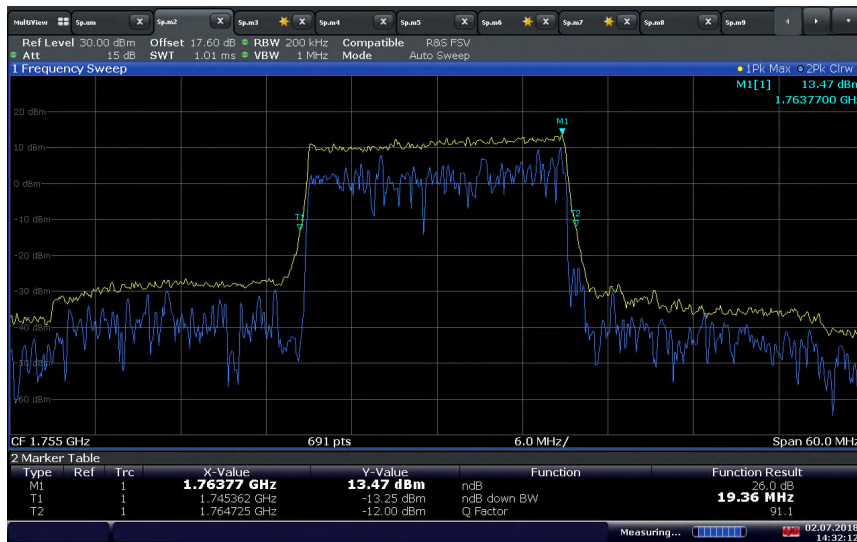 MultiView Sp.um X Sp.m2 X Sp.m3 X Sp.m4 X Sp.m5 X Sp.m6 X Sp.m7 X Sp.m8 X Sp.m9
Ref Level 30.00 dBm Offset 17.60 dB RBW 200 kHz Compatible R&S FSV
Att 15 dB SWT 1.01 ms VBW 1 MHz Mode Auto Sweep
1 Frequency Sweep 1Pk Max 2Pk Clrw
M1[1] 13.47 dBm
1.7637700 GHz
M1
20 dBm
10 dBm
0 dBm
-10 dBm
T1
-20 dBm
-30 dBm
-40 dBm
CF 1.755 GHz 691 pts 6.0 MHz/ Span 60.0 MHz
2 Marker Table
Type Ref Trc X-Value Y-Value Function Function Result
M1 1 1.76377 GHz 13.47 dBm ndB 26.0 dB
T1 1 1.745362 GHz -13.25 dBm ndB down BW 19.36 MHz
T2 1 1.764725 GHz -12.00 dBm Q Factor 91.1
Measuring... 02.07.2018
14:32:12